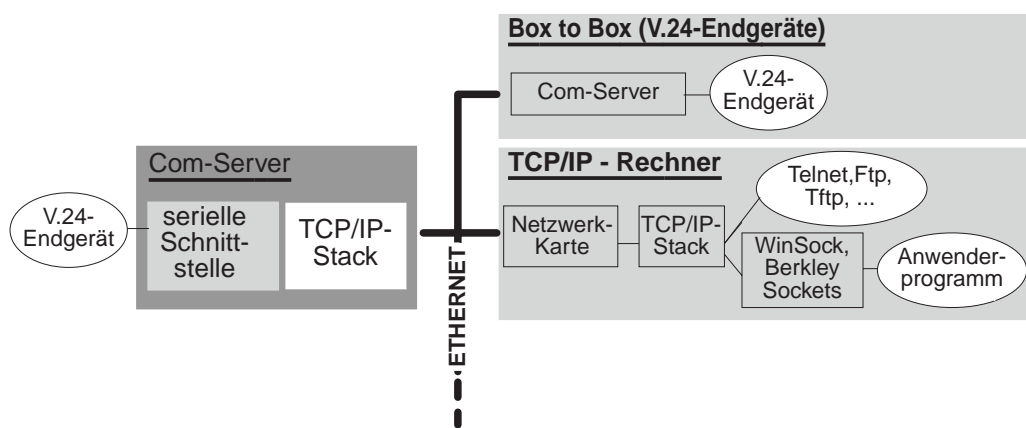 Box to Box (V.24-Endgeräte)
Com-Server
V.24-
Endgerät
Com-Server
V.24-
Endgerät
serielle
Schnitt-
stelle
TCP/IP-
Stack
ETHERNET
TCP/IP - Rechner
Netzwerk-
Karte
TCP/IP-
Stack
Telnet,Ftp,
Tftp, ...
WinSock,
Berkley
Sockets
Anwender-
programm